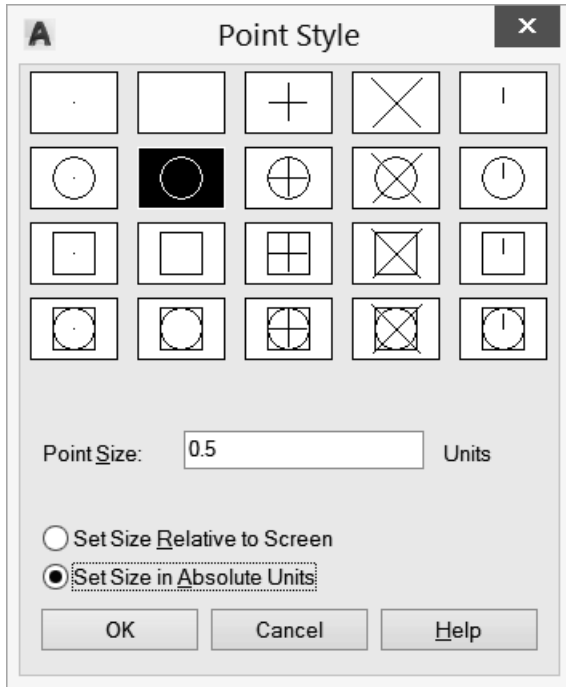 Point Style
Point Size: 0.5 Units
Set Size Relative to Screen
Set Size in Absolute Units
OK Cancel Help